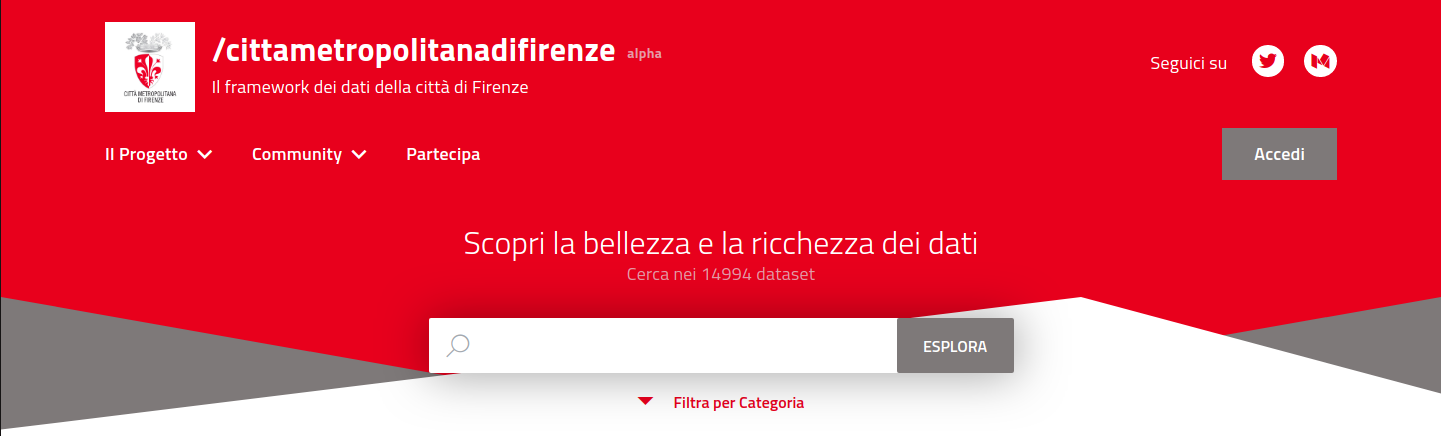 CITTÀ METROPOLITANA
DI FIRENZE
/cittametropolitanadifirenze alpha
Il framework dei dati della città di Firenze
Seguici su
Il Progetto Community Partecipa
Accedi
Scopri la bellezza e la ricchezza dei dati
Cerca nei 14994 dataset
ESPLORA
Filtra per Categoria